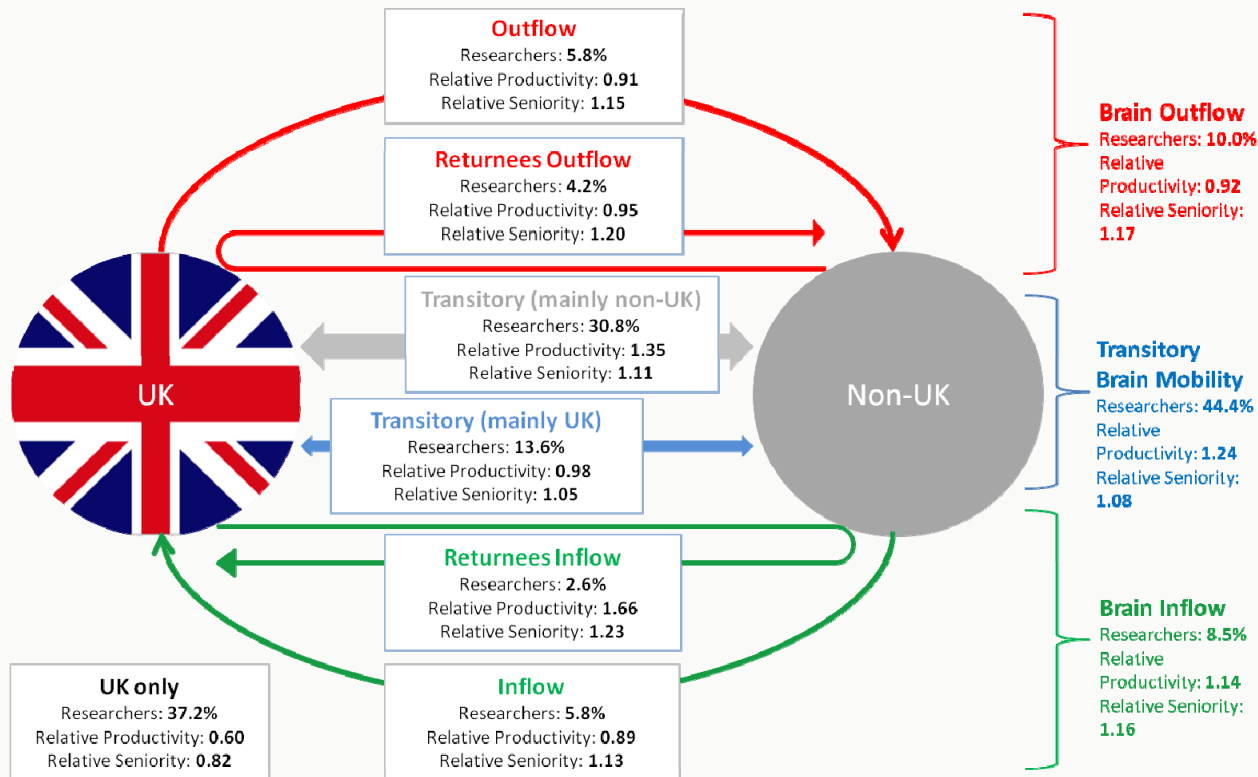 Outflow
Researchers: 5.8%
Relative Productivity: 0.91
Relative Seniority: 1.15
Returnees Outflow
Researchers: 4.2%
Relative Productivity: 0.95
Relative Seniority: 1.20
Transitory (mainly non-UK)
Researchers: 30.8%
Relative Productivity: 1.35
Relative Seniority: 1.11
UK
Non-UK
Transitory (mainly UK)
Researchers: 13.6%
Relative Productivity: 0.98
Relative Seniority: 1.05
Returnees Inflow
Researchers: 2.6%
Relative Productivity: 1.66
Relative Seniority: 1.23
UK only
Researchers: 37.2%
Relative Productivity: 0.60
Relative Seniority: 0.82
Inflow
Researchers: 5.8%
Relative Productivity: 0.89
Relative Seniority: 1.13
Brain Outflow
Researchers: 10.0%
Relative
Productivity: 0.92
Relative Seniority:
1.17
Transitory
Brain Mobility
Researchers: 44.4%
Relative
Productivity: 1.24
Relative Seniority:
1.08
Brain Inflow
Researchers: 8.5%
Relative
Productivity: 1.14
Relative Seniority:
1.16